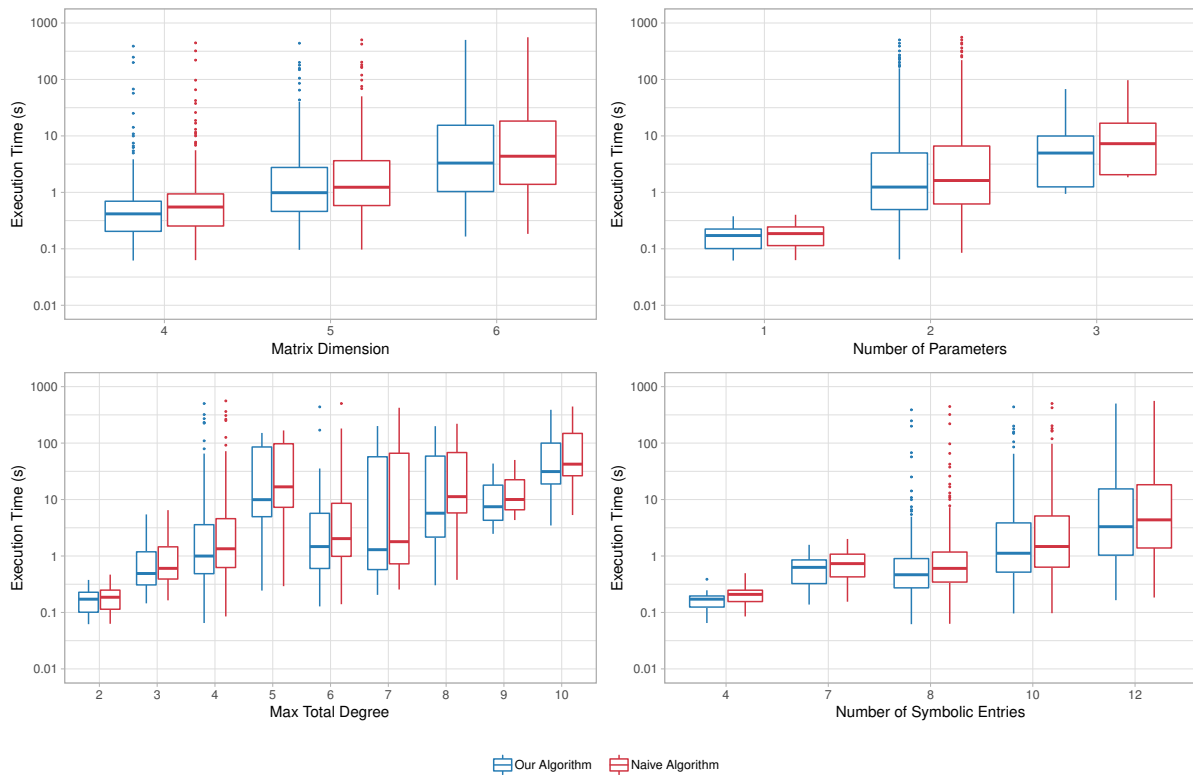 1000
100
10
1
0.1
0.01
Execution Time (s)
4 5 6
Matrix Dimension
1000
100
10
1
0.1
0.01
Execution Time (s)
1 2 3
Number of Parameters
1000
100
10
1
0.1
0.01
Execution Time (s)
2 3 4 5 6 7 8 9 10
Max Total Degree
1000
100
10
1
0.1
0.01
Execution Time (s)
4 7 8 10 12
Number of Symbolic Entries
Our Algorithm Naive Algorithm